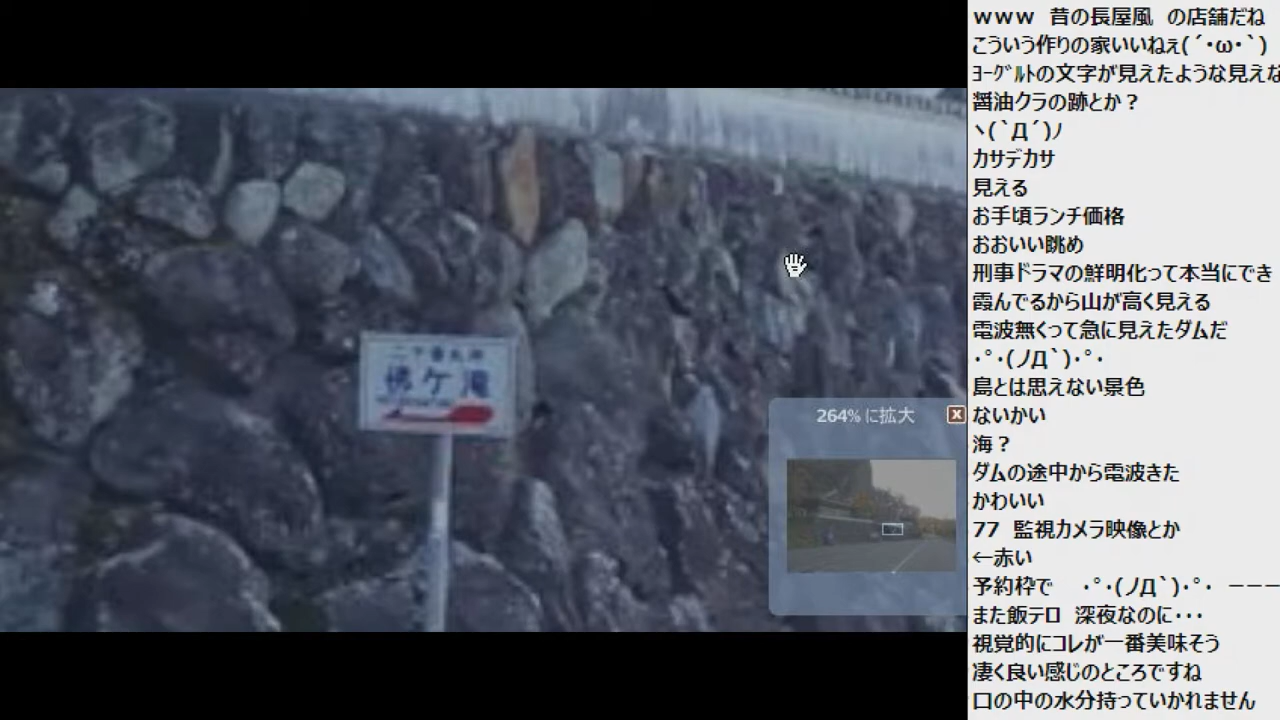 二十番札所
桃ケ滝
264% に拡大
www 昔の長屋風 の店舗だね
こういう作りの家いいねぇ(´･ω･`)
ﾖｰｸﾞﾙﾄの文字が見えたような見えな
醤油クラの跡とか？
ヽ(`Д´)ﾉ
カサデカサ
見える
お手頃ランチ価格
おおいい眺め
刑事ドラマの鮮明化って本当にでき
霞んでるから山が高く見える
電波無くって急に見えたダムだ
･ﾟ･(ノД`)･ﾟ･
島とは思えない景色
ないかい
海？
ダムの途中から電波きた
かわいい
77 監視カメラ映像とか
←赤い
予約枠で ･ﾟ･(ノД`)･ﾟ･ －－－
また飯テロ 深夜なのに･･･
視覚的にコレが一番美味そう
凄く良い感じのところですね
口の中の水分持っていかれません